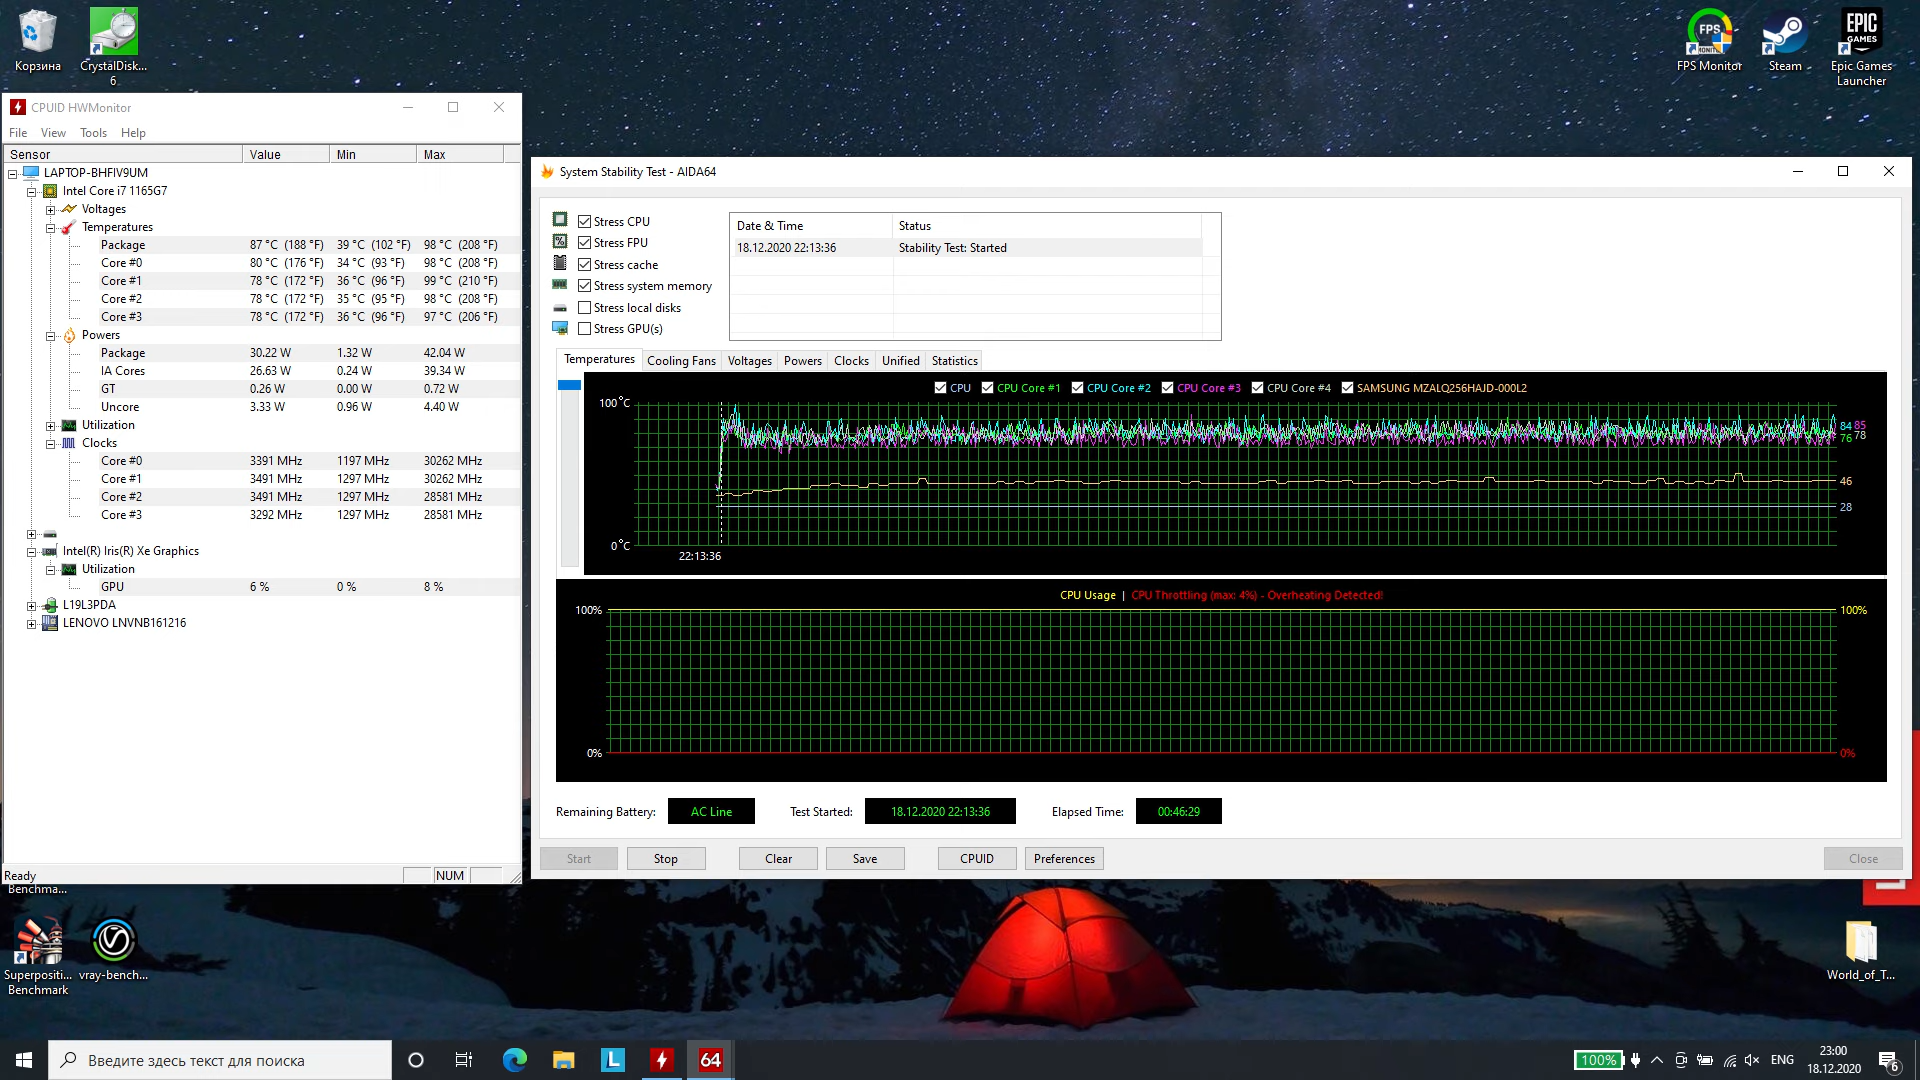 Корзина
CrystalDisk...
6
FPS
FPS Monitor
Steam
EPIC
GAMES
Epic Games
Launcher
CPUID HWMonitor
File View Tools Help
Sensor Value Min Max
LAPTOP-BHFIV9UM
Intel Core i7 1165G7
Voltages
Temperatures
Package 87 °C (188 °F) 39 °C (102 °F) 98 °C (208 °F)
Core #0 80 °C (176 °F) 34 °C (93 °F) 98 °C (208 °F)
Core #1 78 °C (172 °F) 36 °C (96 °F) 99 °C (210 °F)
Core #2 78 °C (172 °F) 35 °C (95 °F) 98 °C (208 °F)
Core #3 78 °C (172 °F) 36 °C (96 °F) 97 °C (206 °F)
Powers
Package 30.22 W 1.32 W 42.04 W
IA Cores 26.63 W 0.24 W 39.34 W
GT 0.26 W 0.00 W 0.72 W
Uncore 3.33 W 0.96 W 4.40 W
Utilization
Clocks
Core #0 3391 MHz 1197 MHz 30262 MHz
Core #1 3491 MHz 1297 MHz 30262 MHz
Core #2 3491 MHz 1297 MHz 28581 MHz
Core #3 3292 MHz 1297 MHz 28581 MHz
Intel(R) Iris(R) Xe Graphics
Utilization
GPU 6 % 0 % 8 %
L19L3PDA
LENOVO LNVNB161216
Ready NUM
System Stability Test - AIDA64
Stress CPU
Stress FPU
Stress cache
Stress system memory
Stress local disks
Stress GPU(s)
Date & Time Status
18.12.2020 22:13:36 Stability Test: Started
Temperatures Cooling Fans Voltages Powers Clocks Unified Statistics
CPU CPU Core #1 CPU Core #2 CPU Core #3 CPU Core #4 SAMSUNG MZALQ256HAJD-000L2
100°C
84 85
76 78
46
28
0°C
22:13:36
CPU Usage | CPU Throttling (max: 4%) - Overheating Detected!
100% 100%
0% 0%
Remaining Battery: AC Line Test Started: 18.12.2020 22:13:36 Elapsed Time: 00:46:29
Start Stop Clear Save CPUID Preferences Close
Benchma...
Superpositi...
Benchmark
vray-bench...
World_of_T...
Введите здесь текст для поиска
L
64
100%
ENG
23:00
18.12.2020
6